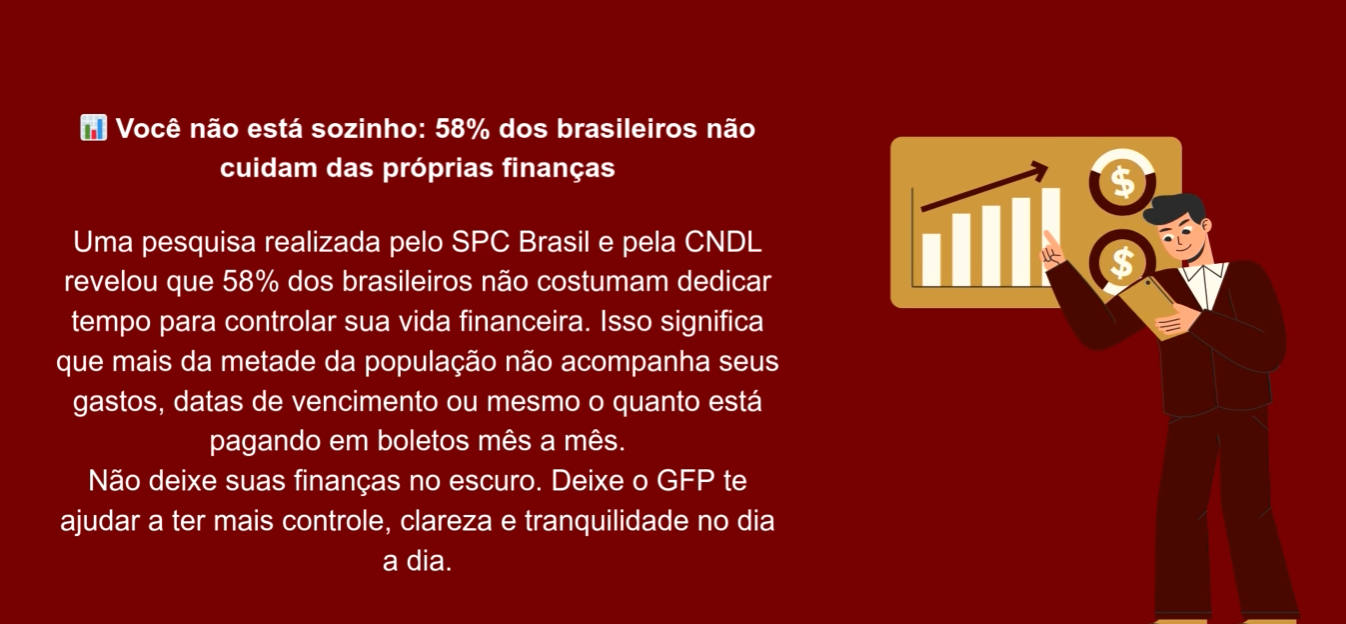 📊 Você não está sozinho: 58% dos brasileiros não
cuidam das próprias finanças
Uma pesquisa realizada pelo SPC Brasil e pela CNDL
revelou que 58% dos brasileiros não costumam dedicar
tempo para controlar sua vida financeira. Isso significa
que mais da metade da população não acompanha seus
gastos, datas de vencimento ou mesmo o quanto está
pagando em boletos mês a mês.
Não deixe suas finanças no escuro. Deixe o GFP te
ajudar a ter mais controle, clareza e tranquilidade no dia
a dia.
$
$